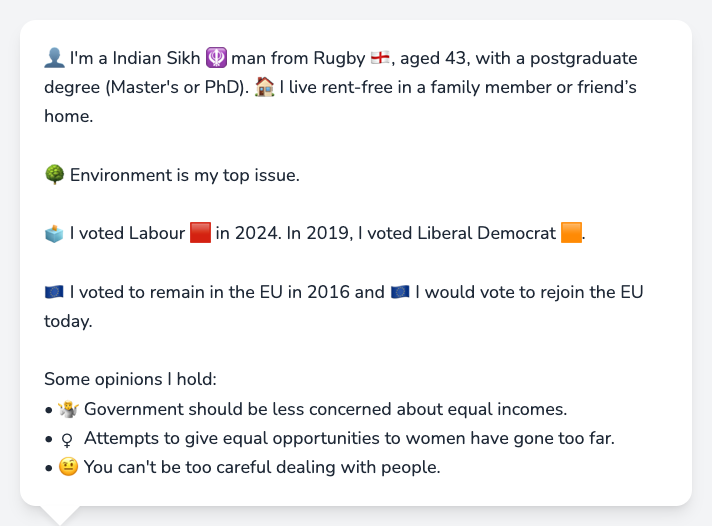 👤 I'm a Indian Sikh 🪯 man from Rugby 🏴󠁧󠁢󠁥󠁮󠁧󠁿, aged 43, with a postgraduate
degree (Master's or PhD). 🏠 I live rent-free in a family member or friend’s
home.
🌳 Environment is my top issue.
🗳️ I voted Labour 🟥 in 2024. In 2019, I voted Liberal Democrat 🟧.
🇪🇺 I voted to remain in the EU in 2016 and 🇪🇺 I would vote to rejoin the EU
today.
Some opinions I hold:
• 🤷 Government should be less concerned about equal incomes.
• ♀ Attempts to give equal opportunities to women have gone too far.
• 🤨 You can't be too careful dealing with people.